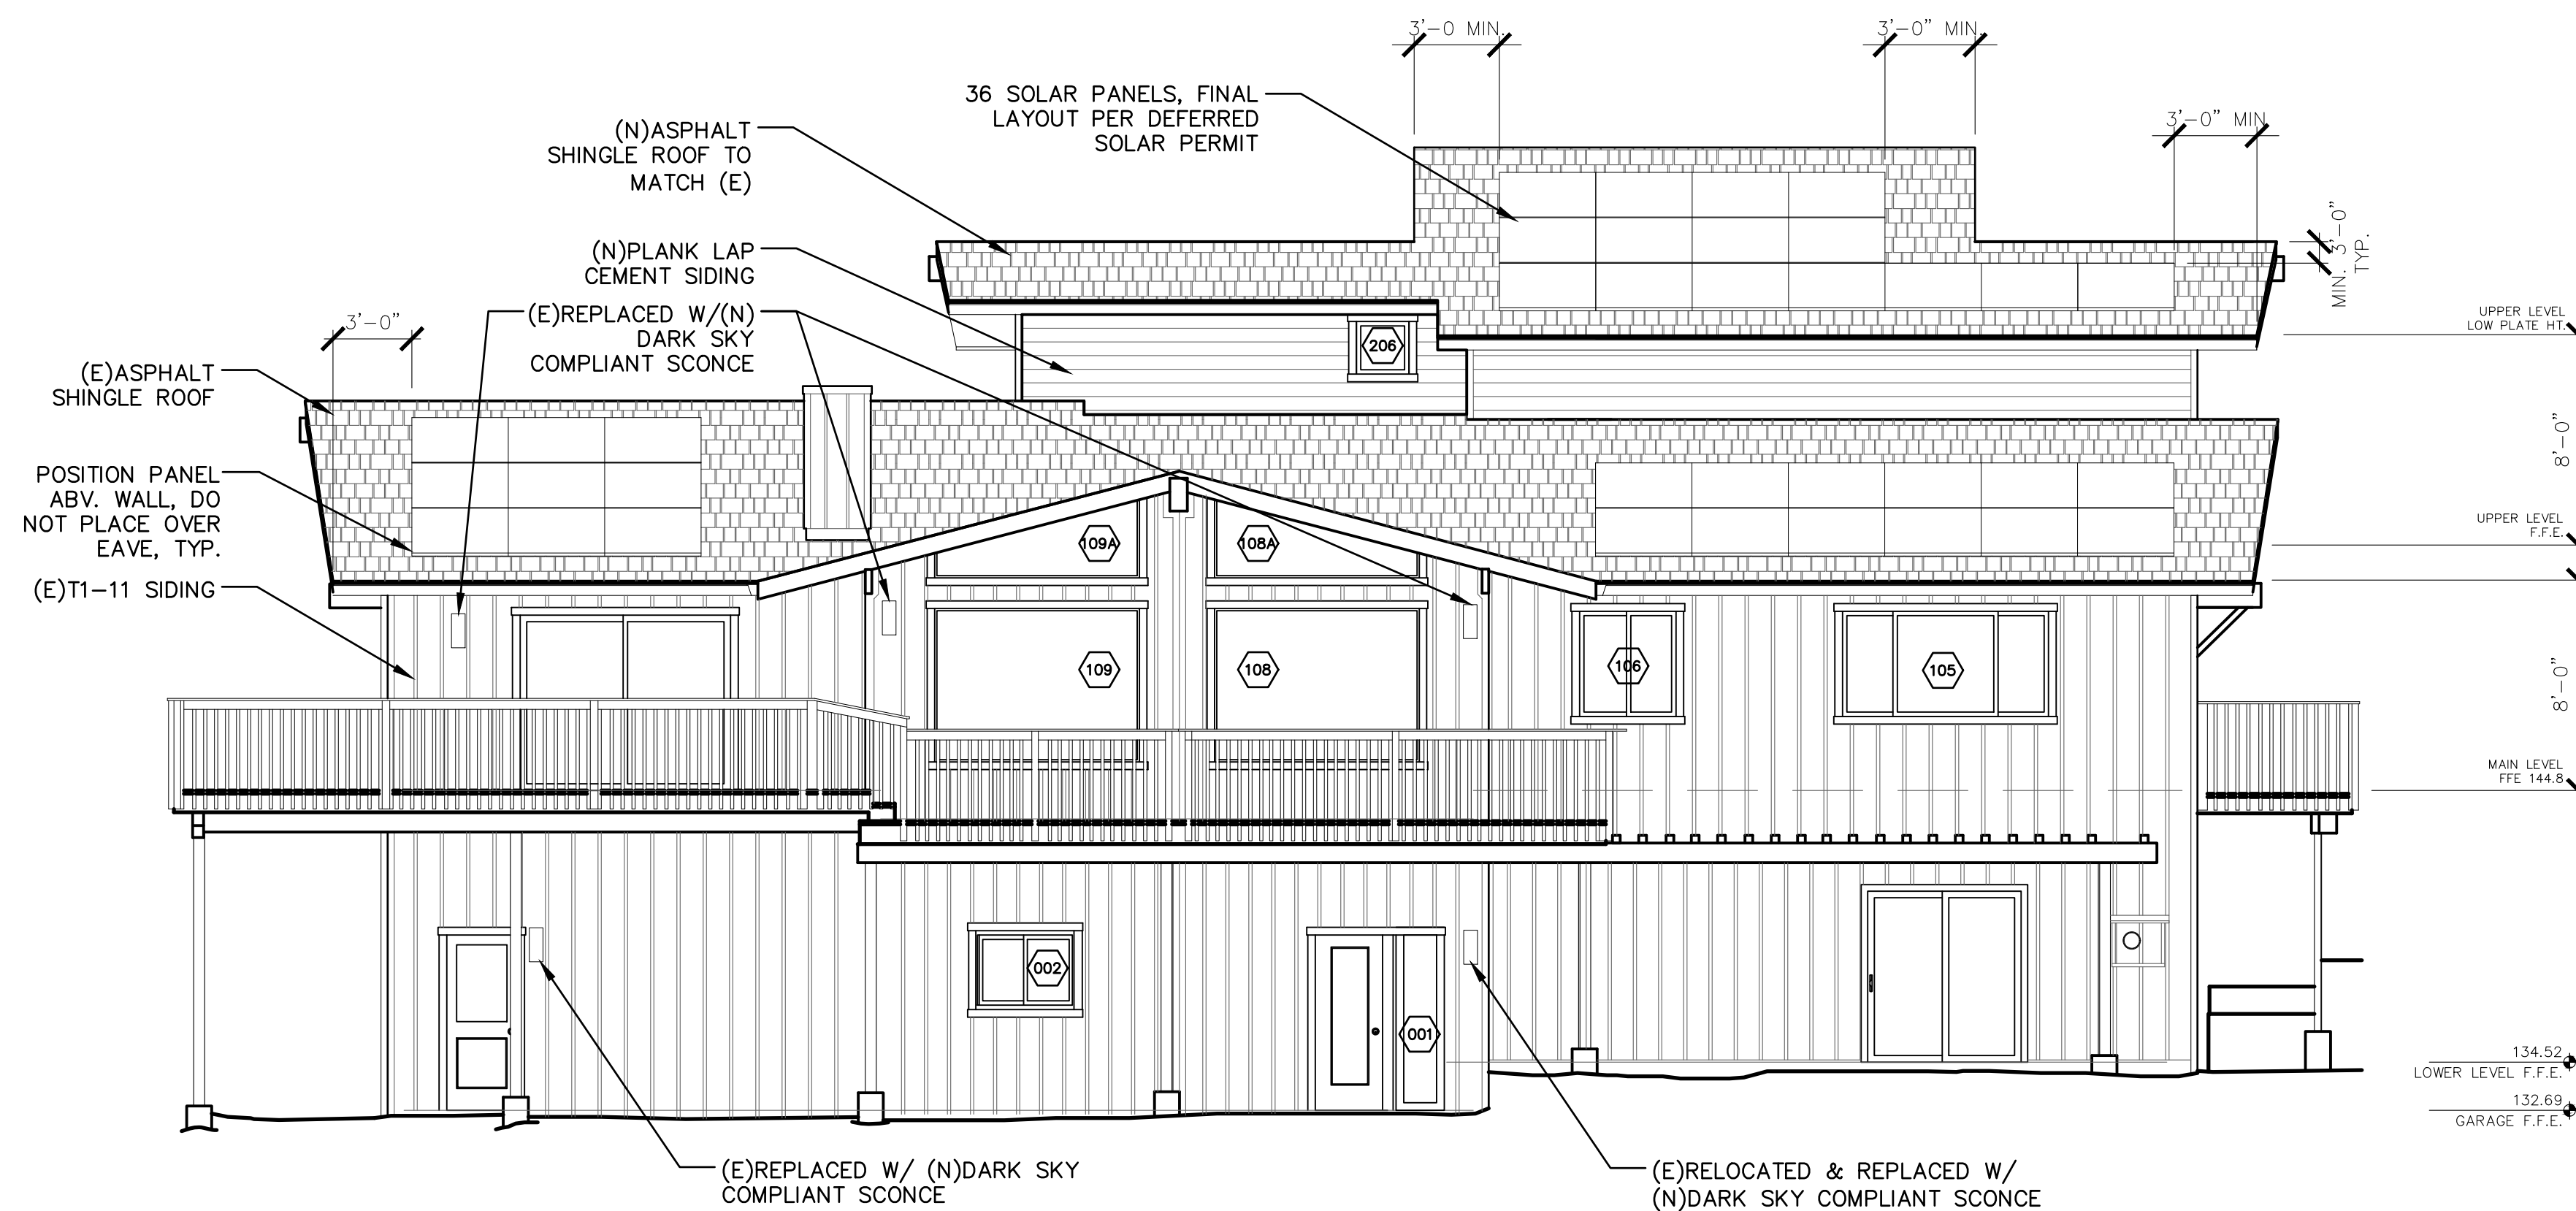 3'-0 MIN.
3'-0" MIN.
36 SOLAR PANELS, FINAL
LAYOUT PER DEFERRED
SOLAR PERMIT
3'-0" MIN
(N)ASPHALT
SHINGLE ROOF TO
MATCH (E)
MIN. 3'-0"
TYP.
(N)PLANK LAP
CEMENT SIDING
(E)REPLACED W/(N)
DARK SKY
COMPLIANT SCONCE
3'-0"
UPPER LEVEL
LOW PLATE HT.
206
(E)ASPHALT
SHINGLE ROOF
8'-0"
POSITION PANEL
ABV. WALL, DO
NOT PLACE OVER
EAVE, TYP.
UPPER LEVEL
F.F.E.
109A
108A
(E)T1-11 SIDING
109
108
106
105
8'-0"
MAIN LEVEL
FFE 144.8
002
001
134.52
LOWER LEVEL F.F.E.
132.69
GARAGE F.F.E.
(E)REPLACED W/ (N)DARK SKY
COMPLIANT SCONCE
(E)RELOCATED & REPLACED W/
(N)DARK SKY COMPLIANT SCONCE